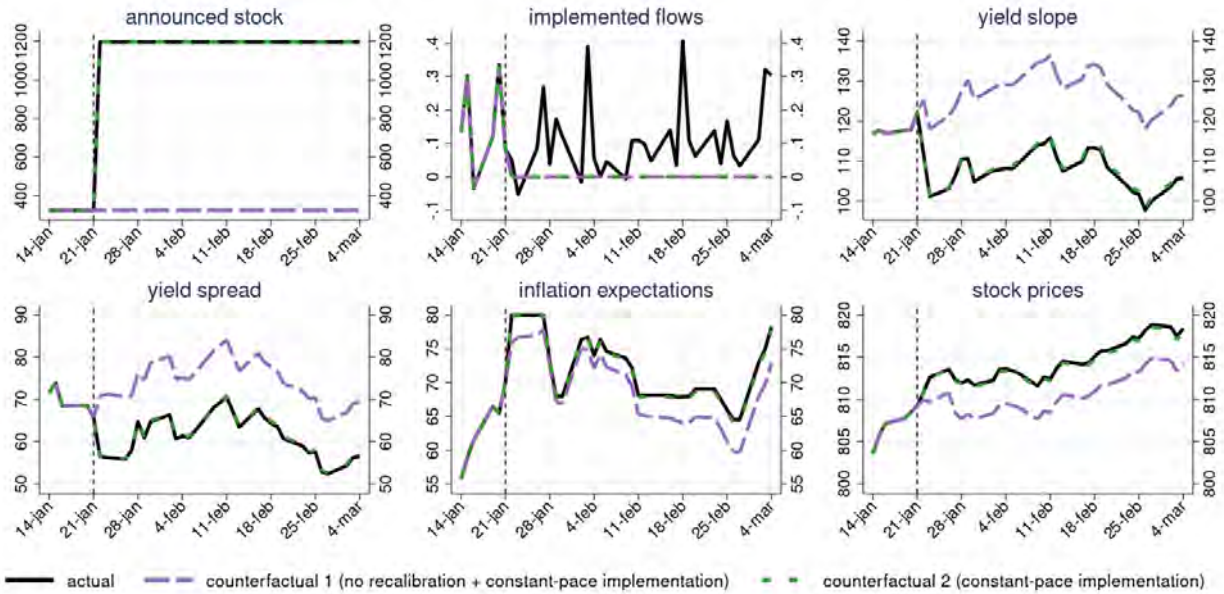 announced stock
implemented flows
yield slope
1200 1200 .4 .4 140 140
1000 1000 .3 .3 130 130
800 800 .2 .2 120 120
600 600 .1 .1 110 110
400 400 0 0 100 100
-.1 -.1
14-jan 21-jan 28-jan 4-feb 11-feb 18-feb 25-feb 4-mar
14-jan 21-jan 28-jan 4-feb 11-feb 18-feb 25-feb 4-mar
14-jan 21-jan 28-jan 4-feb 11-feb 18-feb 25-feb 4-mar
yield spread
inflation expectations
stock prices
90 90 80 80 820 820
80 80 75 75 815 815
70 70 70 70 810 810
60 60 65 65 805 805
50 50 60 60 800 800
55 55
14-jan 21-jan 28-jan 4-feb 11-feb 18-feb 25-feb 4-mar
14-jan 21-jan 28-jan 4-feb 11-feb 18-feb 25-feb 4-mar
14-jan 21-jan 28-jan 4-feb 11-feb 18-feb 25-feb 4-mar
actual
counterfactual 1 (no recalibration + constant-pace implementation)
counterfactual 2 (constant-pace implementation)